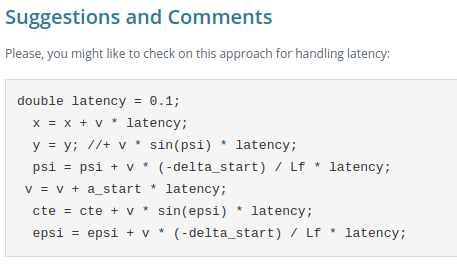 Suggestions and Comments
Please, you might like to check on this approach for handling latency:
double latency = 0.1;
x = x + v * latency;
y = y; //+ v * sin(psi) * latency;
psi = psi + v * (-delta_start) / Lf * latency;
v = v + a_start * latency;
cte = cte + v * sin(epsi) * latency;
epsi = epsi + v * (-delta_start) / Lf * latency;